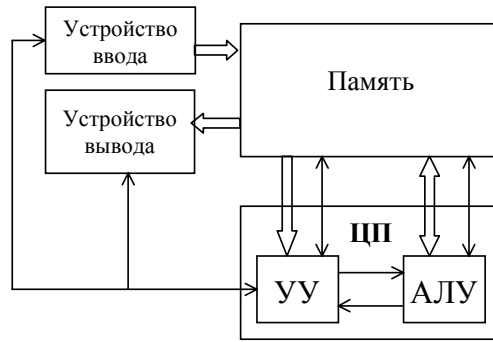 Устройство
ввода
Память
Устройство
вывода
ЦП
УУ
АЛУ